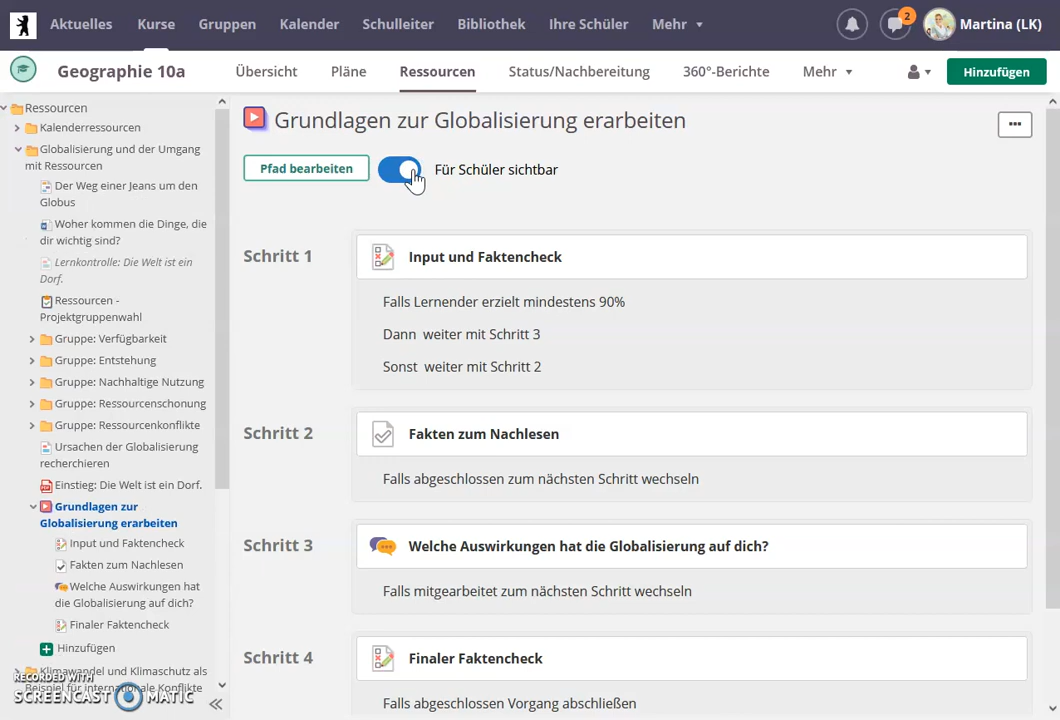 Aktuelles Kurse Gruppen Kalender Schulleiter Bibliothek Ihre Schüler Mehr 2 Martina (LK)
Geographie 10a Übersicht Pläne Ressourcen Status/Nachbereitung 360°-Berichte Mehr Hinzufügen
Ressourcen
Kalenderressourcen
Globalisierung und der Umgang
mit Ressourcen
Der Weg einer Jeans um den
Globus
Woher kommen die Dinge, die
dir wichtig sind?
Lernkontrolle: Die Welt ist ein
Dorf.
Ressourcen -
Projektgruppenwahl
Gruppe: Verfügbarkeit
Gruppe: Entstehung
Gruppe: Nachhaltige Nutzung
Gruppe: Ressourcenschonung
Gruppe: Ressourcenkonflikte
Ursachen der Globalisierung
recherchieren
Einstieg: Die Welt ist ein Dorf.
Grundlagen zur
Globalisierung erarbeiten
Input und Faktencheck
Fakten zum Nachlesen
Welche Auswirkungen hat
die Globalisierung auf dich?
Finaler Faktencheck
Hinzufügen
Klimawandel und Klimaschutz als
Beispiel für internationale Konflikte
RECORDED WITH
SCREENCAST MATIC
Grundlagen zur Globalisierung erarbeiten
Pfad bearbeiten Für Schüler sichtbar
Schritt 1 Input und Faktencheck
Falls Lernender erzielt mindestens 90%
Dann weiter mit Schritt 3
Sonst weiter mit Schritt 2
Schritt 2 Fakten zum Nachlesen
Falls abgeschlossen zum nächsten Schritt wechseln
Schritt 3 Welche Auswirkungen hat die Globalisierung auf dich?
Falls mitgearbeitet zum nächsten Schritt wechseln
Schritt 4 Finaler Faktencheck
Falls abgeschlossen Vorgang abschließen